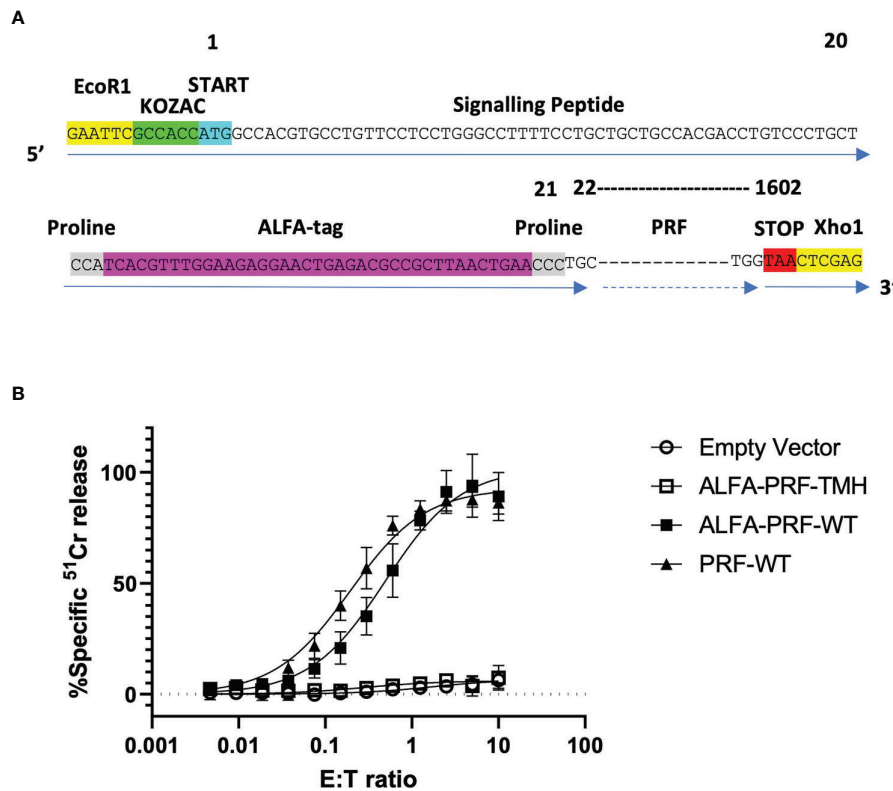 A
1 20
EcoR1 START
KOZAC Signalling Peptide
GAATTCGCCACCATGGCCACGTGCCTGTTCCTCCTGGGCCTTTTCCTGCTGCTGCCACGACCTGTCCCTGCT
5’
21 22--------------------1602
Proline ALFA-tag Proline PRF STOP Xho1
CCATCACGTTTGGAAGAGGAACTGAGACGCCGCTTAACTGAACCCTGC------------TGGTAACTCGAG
3’
B
%Specific 51Cr release
100
50
0
0.001 0.01 0.1 1 10 100
E:T ratio
Empty Vector
ALFA-PRF-TMH
ALFA-PRF-WT
PRF-WT